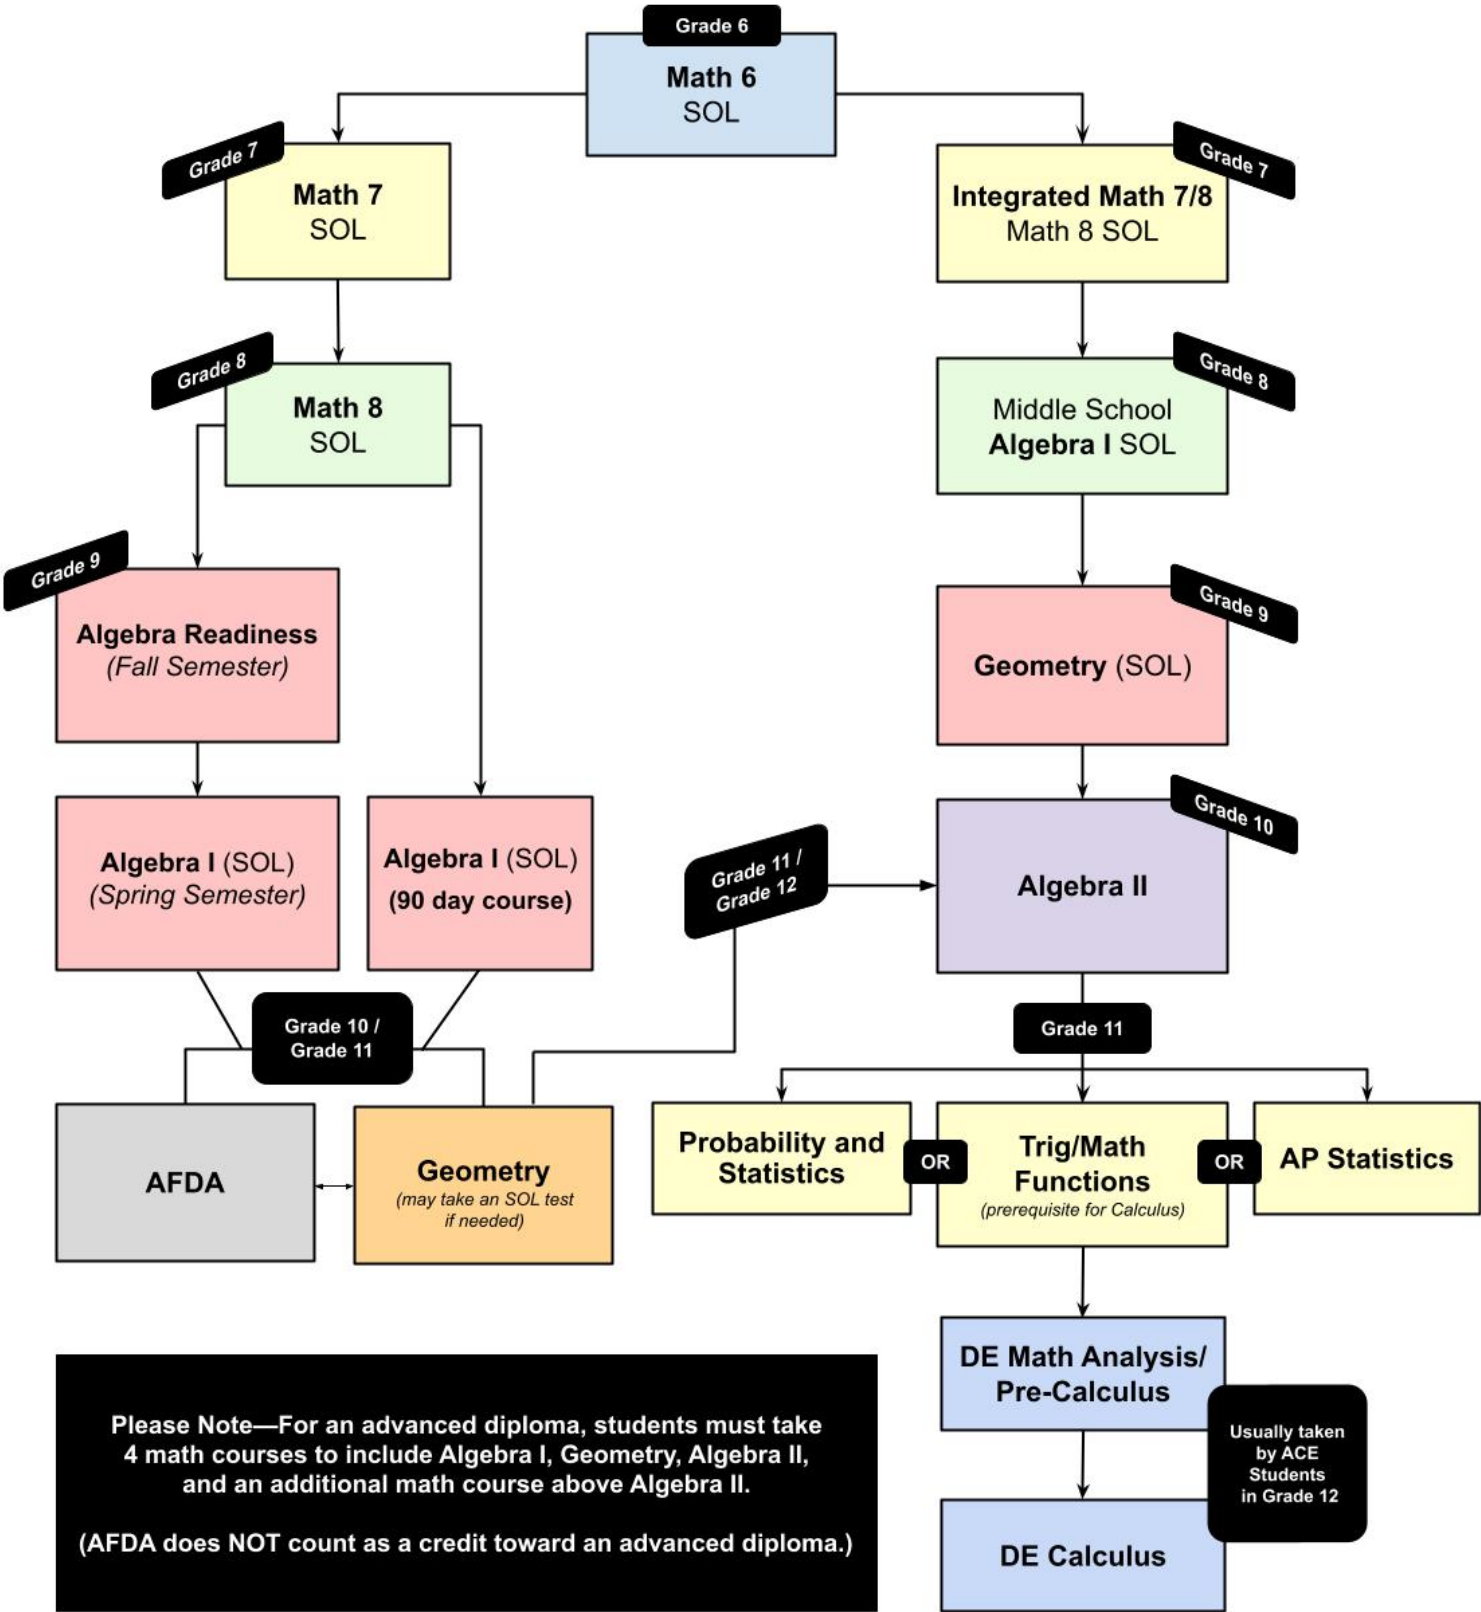 Grade 6
Math 6
SOL
Grade 7
Math 7
SOL
Grade 7
Integrated Math 7/8
Math 8 SOL
Grade 8
Math 8
SOL
Grade 8
Middle School
Algebra I SOL
Grade 9
Algebra Readiness
(Fall Semester)
Grade 9
Geometry (SOL)
Algebra I (SOL)
(Spring Semester)
Algebra I (SOL)
(90 day course)
Grade 11 /
Grade 12
Grade 10
Algebra II
Grade 10 /
Grade 11
Grade 11
AFDA
Geometry
(may take an SOL test
if needed)
Probability and
Statistics
OR
Trig/Math
Functions
(prerequisite for Calculus)
OR
AP Statistics
DE Math Analysis/
Pre-Calculus
Usually taken
by ACE
Students
in Grade 12
DE Calculus
Please Note—For an advanced diploma, students must take
4 math courses to include Algebra I, Geometry, Algebra II,
and an additional math course above Algebra II.
(AFDA does NOT count as a credit toward an advanced diploma.)